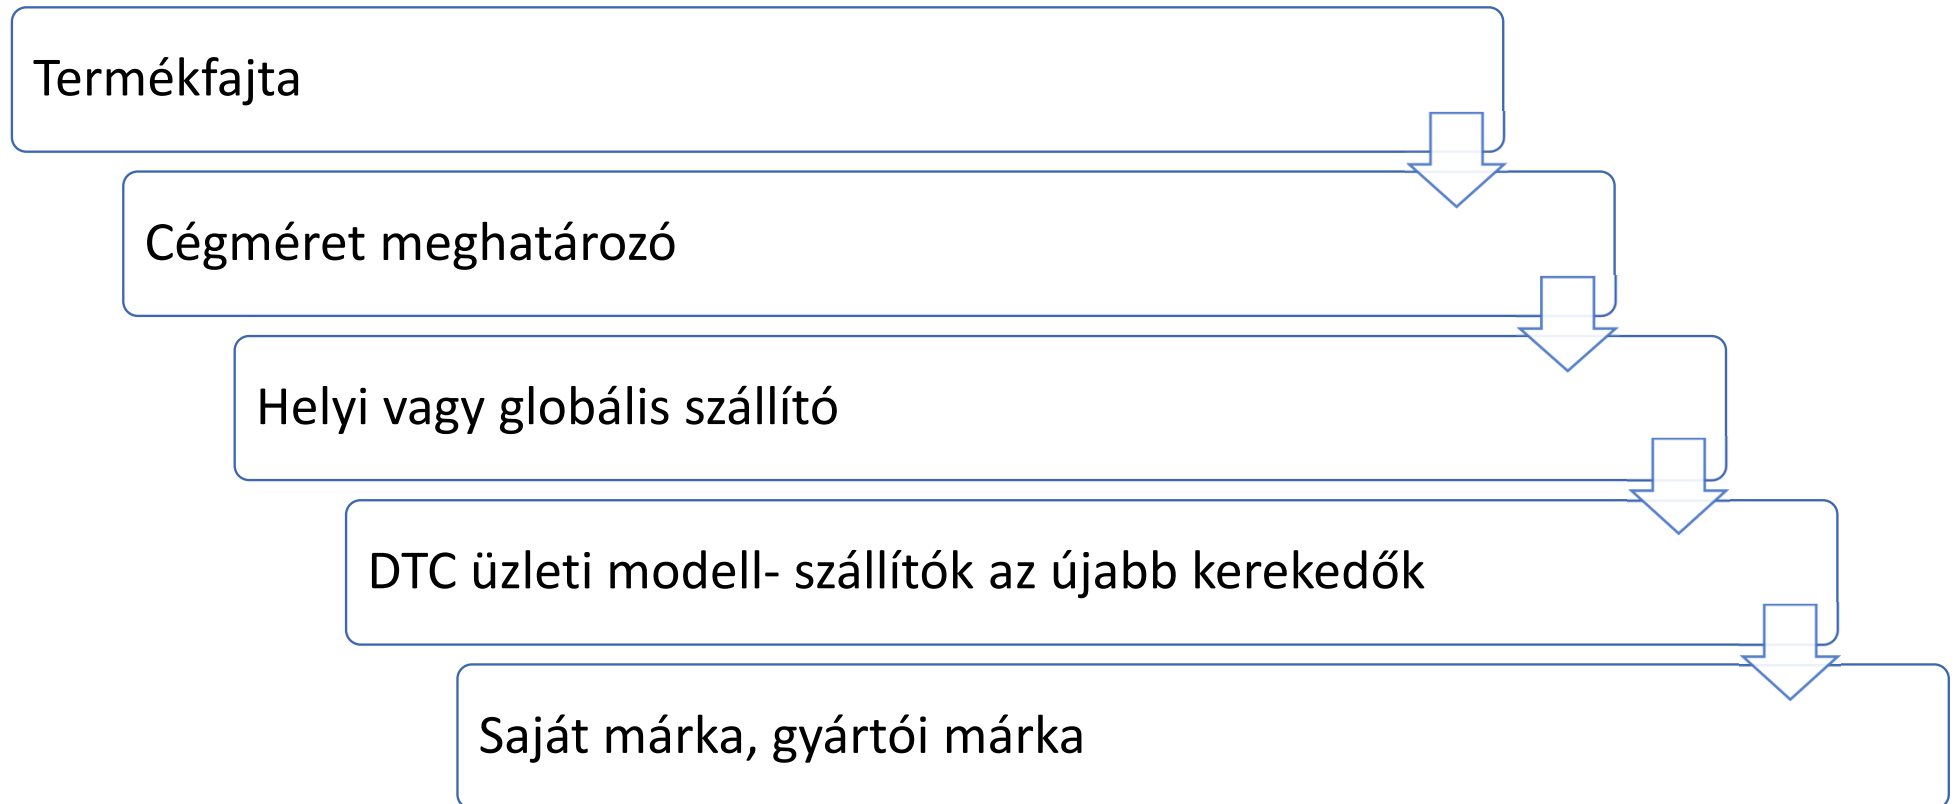 Termékfajta
Cégméret meghatározó
Helyi vagy globális szállító
DTC üzleti modell- szállítók az újabb kerekedők
Saját márka, gyártói márka